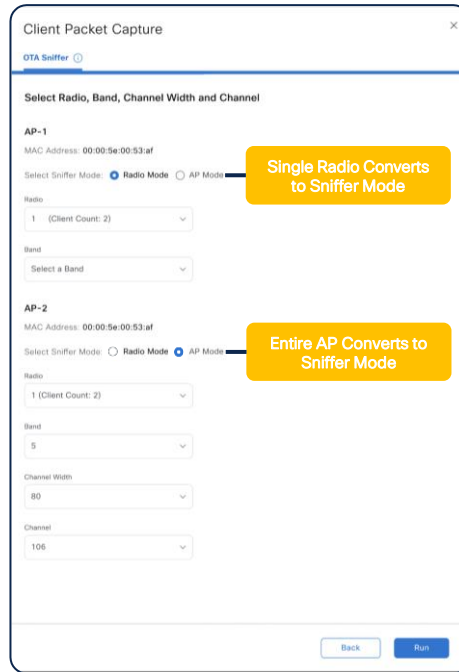 Client Packet Capture
OTA Sniffer
Select Radio, Band, Channel Width and Channel
AP-1
MAC Address: 00:00:5e:00:53:af
Select Sniffer Mode: Radio Mode AP Mode
Single Radio Converts
to Sniffer Mode
Radio
1 (Client Count: 2)
Band
Select a Band
AP-2
MAC Address: 00:00:5e:00:53:af
Select Sniffer Mode: Radio Mode AP Mode
Entire AP Converts to
Sniffer Mode
Radio
1 (Client Count: 2)
Band
5
Channel Width
80
Channel
106
Back Run